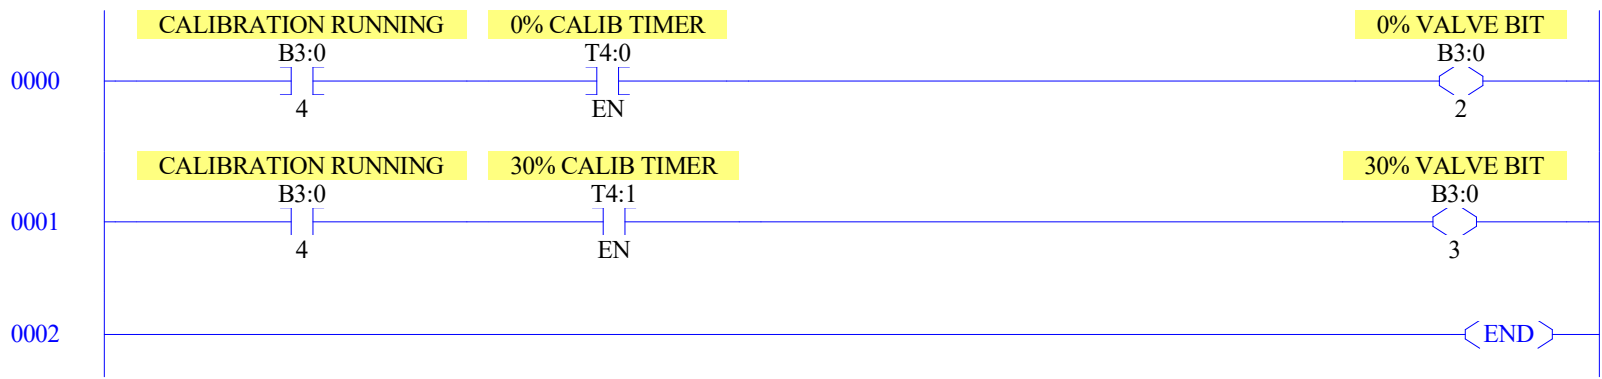 CALIBRATION RUNNING 0% CALIB TIMER 0% VALVE BIT
B3:0 T4:0 B3:0
0000
4 EN 2
CALIBRATION RUNNING 30% CALIB TIMER 30% VALVE BIT
B3:0 T4:1 B3:0
0001
4 EN 3
0002 END